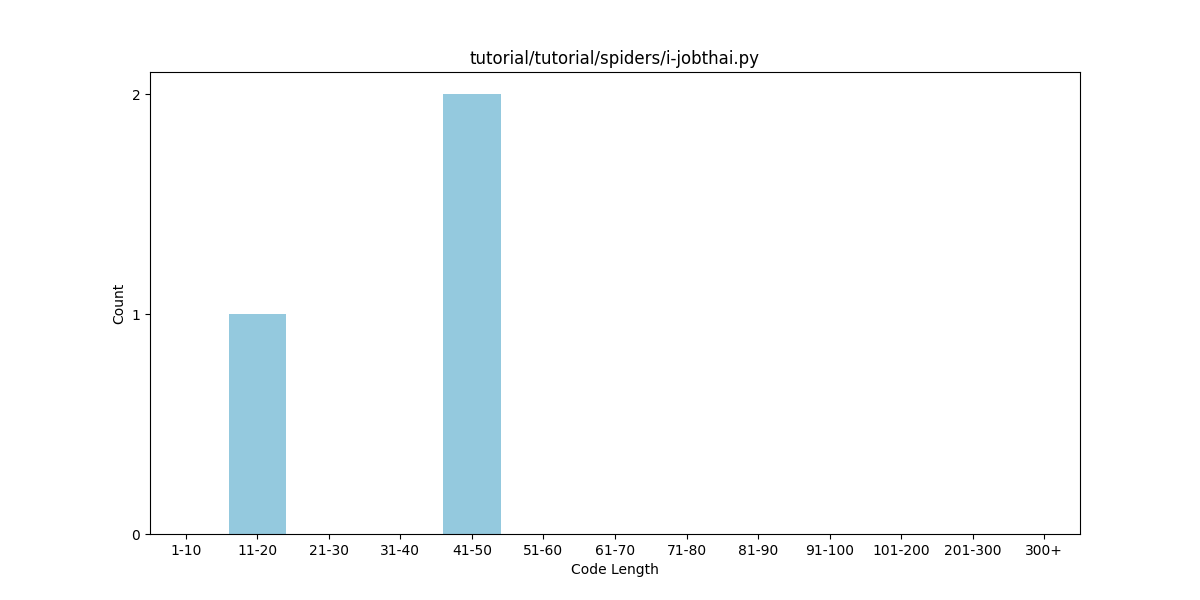 tutorial/tutorial/spiders/i-jobthai.py
2
1
0
Count
1-10 11-20 21-30 31-40 41-50 51-60 61-70 71-80 81-90 91-100 101-200 201-300 300+
Code Length